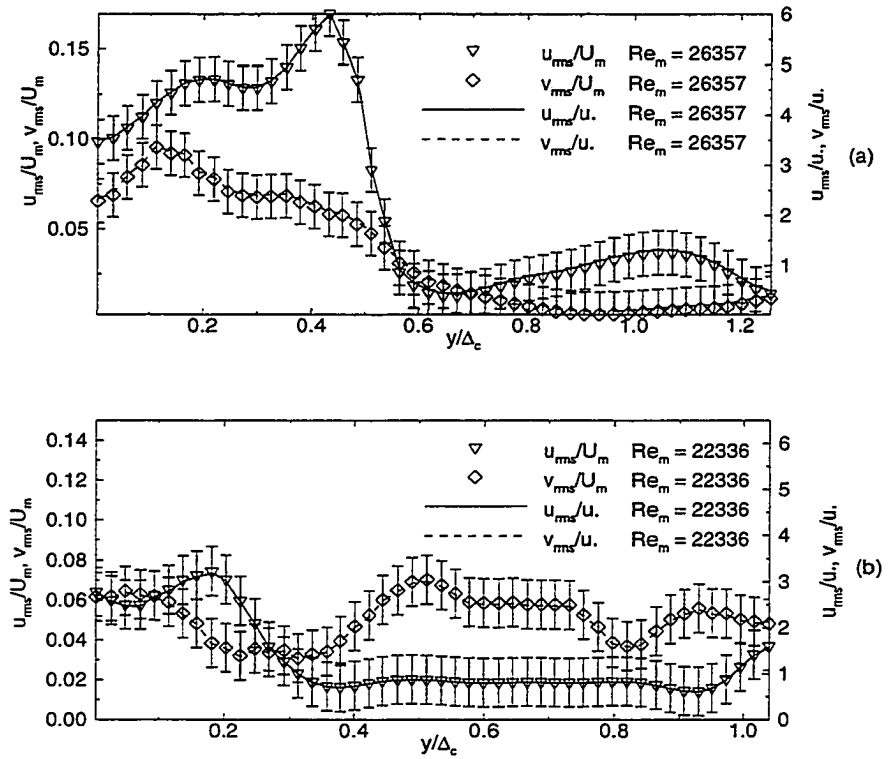 0.15
0.10
0.05
u_rms/U_m, v_rms/U_m
6
5
4
3
2
1
u_rms/u., v_rms/u.
(a)
u_rms/U_m Re_m = 26357
v_rms/U_m Re_m = 26357
u_rms/u. Re_m = 26357
v_rms/u. Re_m = 26357
0.2 0.4 0.6 0.8 1.0 1.2
y/Δ_c
0.14
0.12
0.10
0.08
0.06
0.04
0.02
0.00
u_rms/U_m, v_rms/U_m
6
5
4
3
2
1
0
u_rms/u., v_rms/u.
(b)
u_rms/U_m Re_m = 22336
v_rms/U_m Re_m = 22336
u_rms/u. Re_m = 22336
v_rms/u. Re_m = 22336
0.2 0.4 0.6 0.8 1.0
y/Δ_c